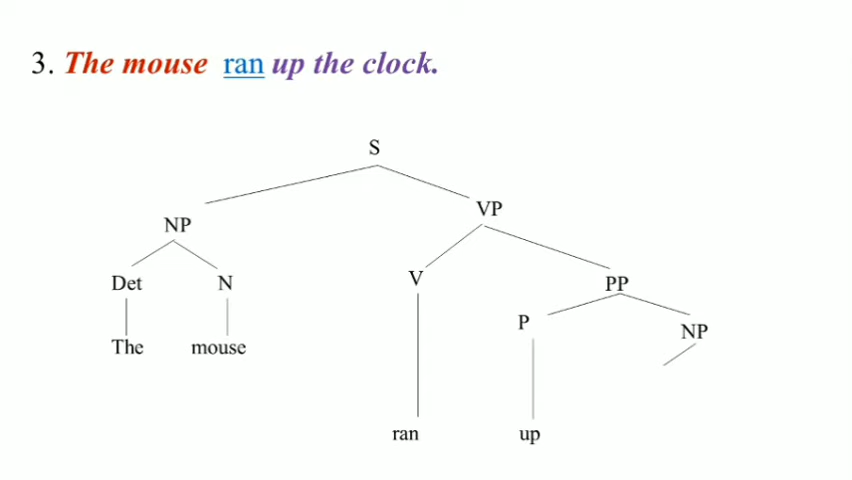 3. The mouse ran up the clock.
S
VP
NP
Det N V PP
P NP
The mouse
ran up